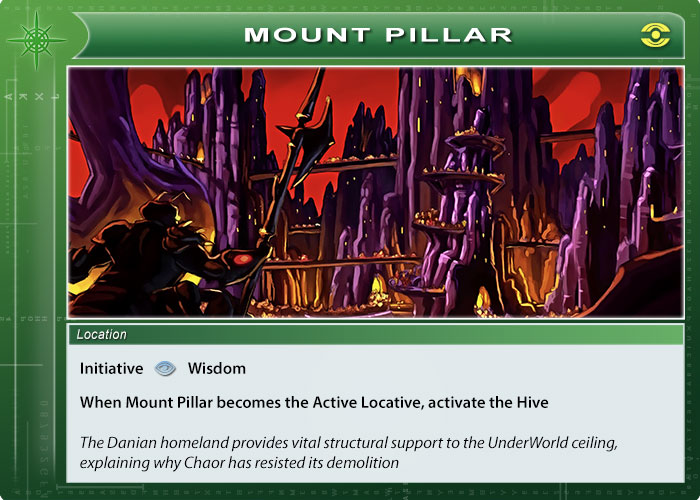 MOUNT PILLAR
Location
Initiative Wisdom
When Mount Pillar becomes the Active Locative, activate the Hive
The Danian homeland provides vital structural support to the UnderWorld ceiling,
explaining why Chaor has resisted its demolition